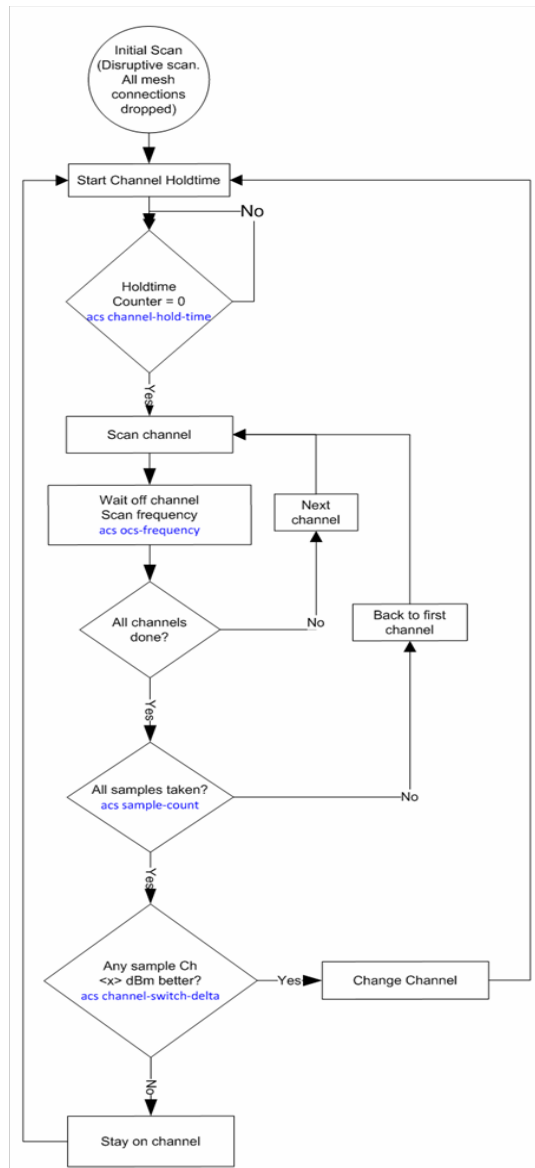 Initial Scan
(Disruptive scan.
All mesh
connections
dropped)
Start Channel Holdtime
No
Holdtime
Counter = 0
acs channel-hold-time
Yes
Scan channel
Wait off channel
Scan frequency
acs ocs-frequency
Next
channel
All channels
done?
No
Back to first
channel
Yes
All samples taken?
acs sample-count
No
Yes
Any sample Ch
<x> dBm better?
acs channel-switch-delta
Yes
Change Channel
No
Stay on channel